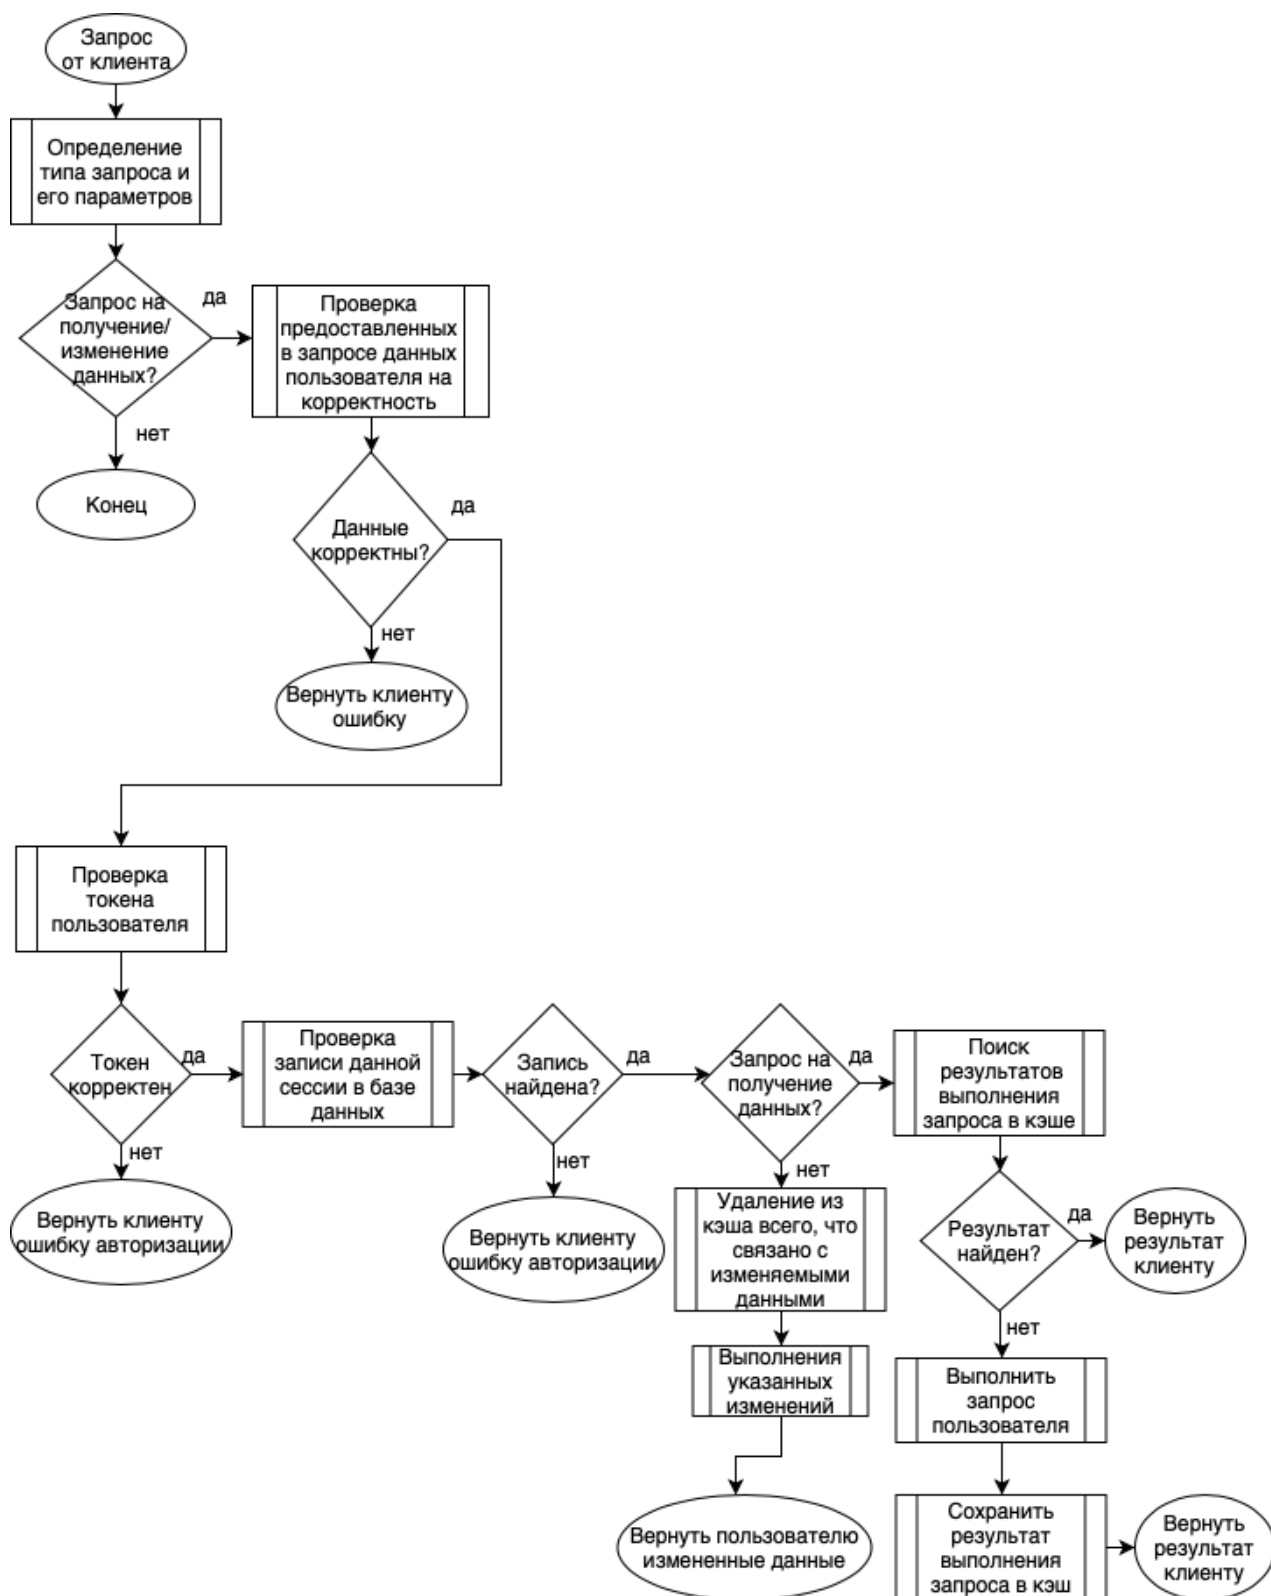 Запрос
от клиента
Определение
типа запроса и
его параметров
Запрос на
получение/
изменение
данных?
да
нет
Конец
Проверка
предоставленных
в запросе данных
пользователя на
корректность
Данные
корректны?
да
нет
Вернуть клиенту
ошибку
Проверка
токена
пользователя
Токен
корректен
да
нет
Вернуть клиенту
ошибку авторизации
Проверка
записи данной
сессии в базе
данных
Запись
найдена?
да
нет
Вернуть клиенту
ошибку авторизации
Запрос на
получение
данных?
да
нет
Удаление из
кэша всего, что
связано с
изменяемыми
данными
Выполнения
указанных
изменений
Вернуть пользователю
измененные данные
Поиск
результатов
выполнения
запроса в кэше
Результат
найден?
да
Вернуть
результат
клиенту
нет
Выполнить
запрос
пользователя
Сохранить
результат
выполнения
запроса в кэш
Вернуть
результат
клиенту